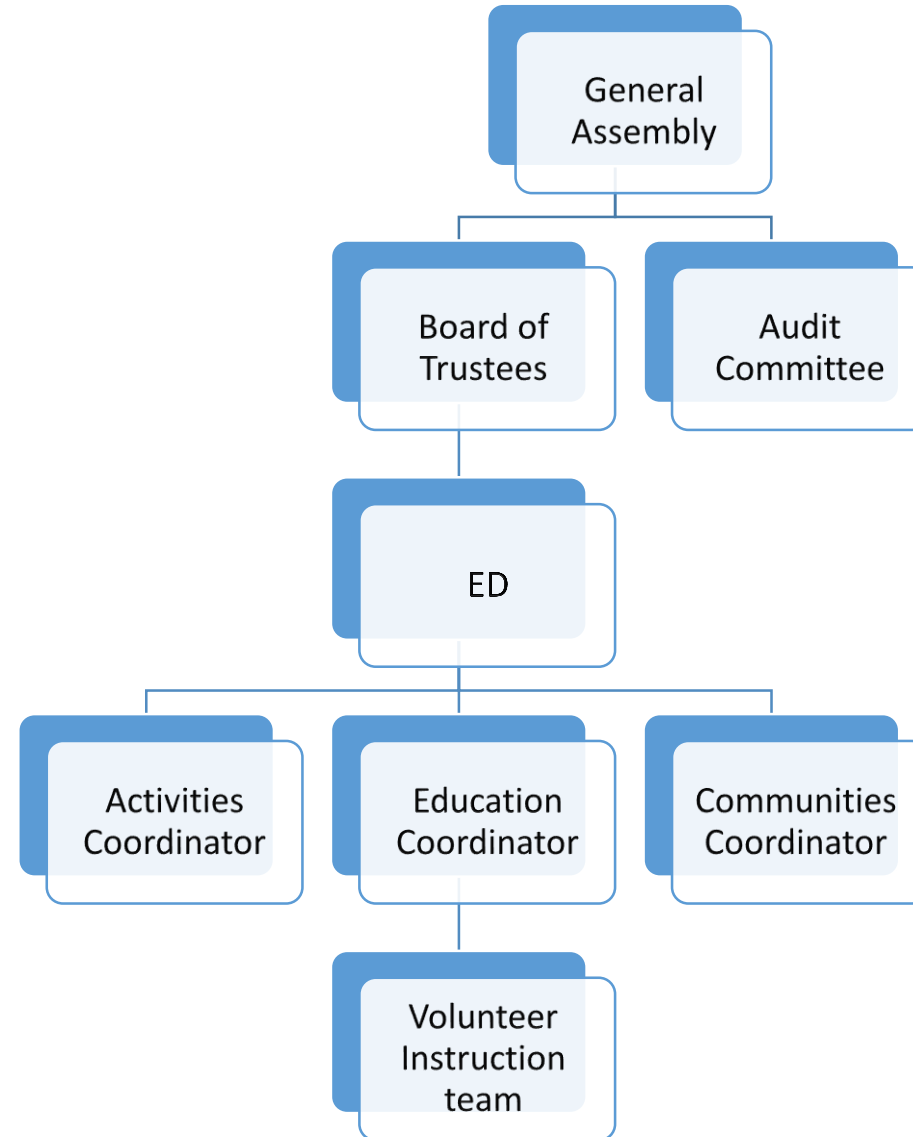 General
Assembly
Board of
Trustees
Audit
Committee
ED
Activities
Coordinator
Education
Coordinator
Communities
Coordinator
Volunteer
Instruction
team